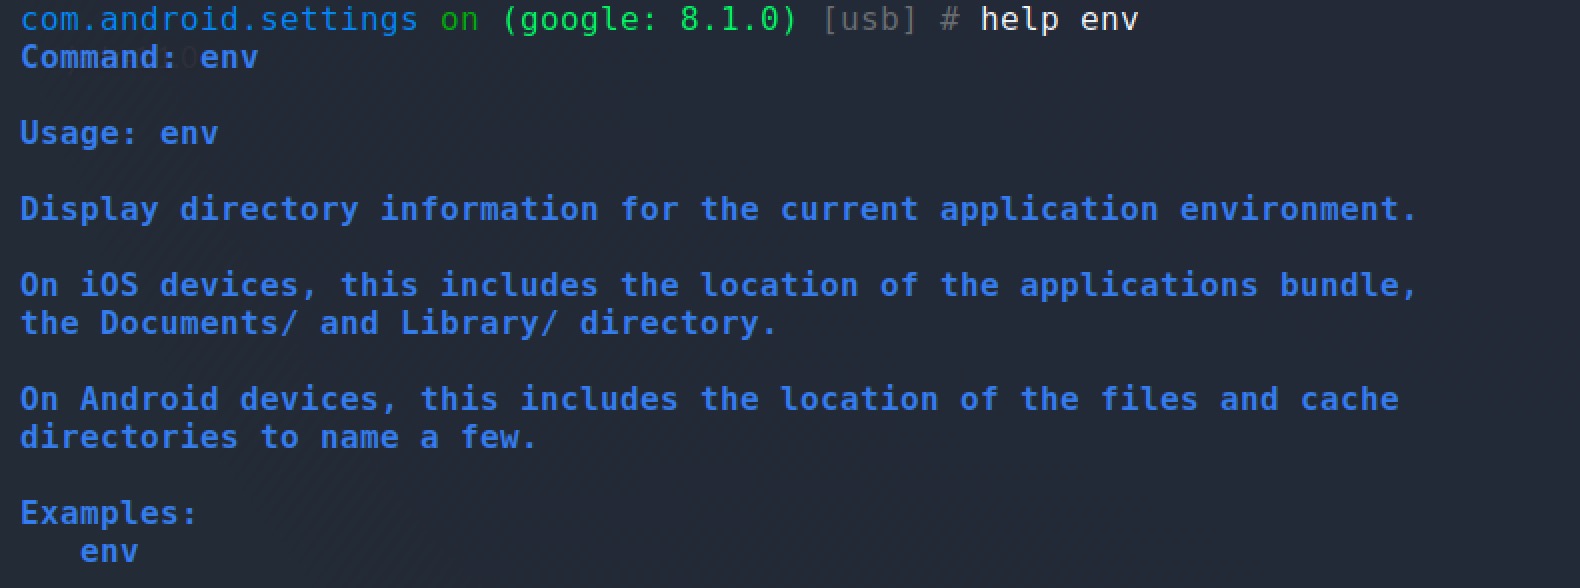 com.android.settings on (google: 8.1.0) [usb] # help env
Command: env
Usage: env
Display directory information for the current application environment.
On iOS devices, this includes the location of the applications bundle,
the Documents/ and Library/ directory.
On Android devices, this includes the location of the files and cache
directories to name a few.
Examples:
env